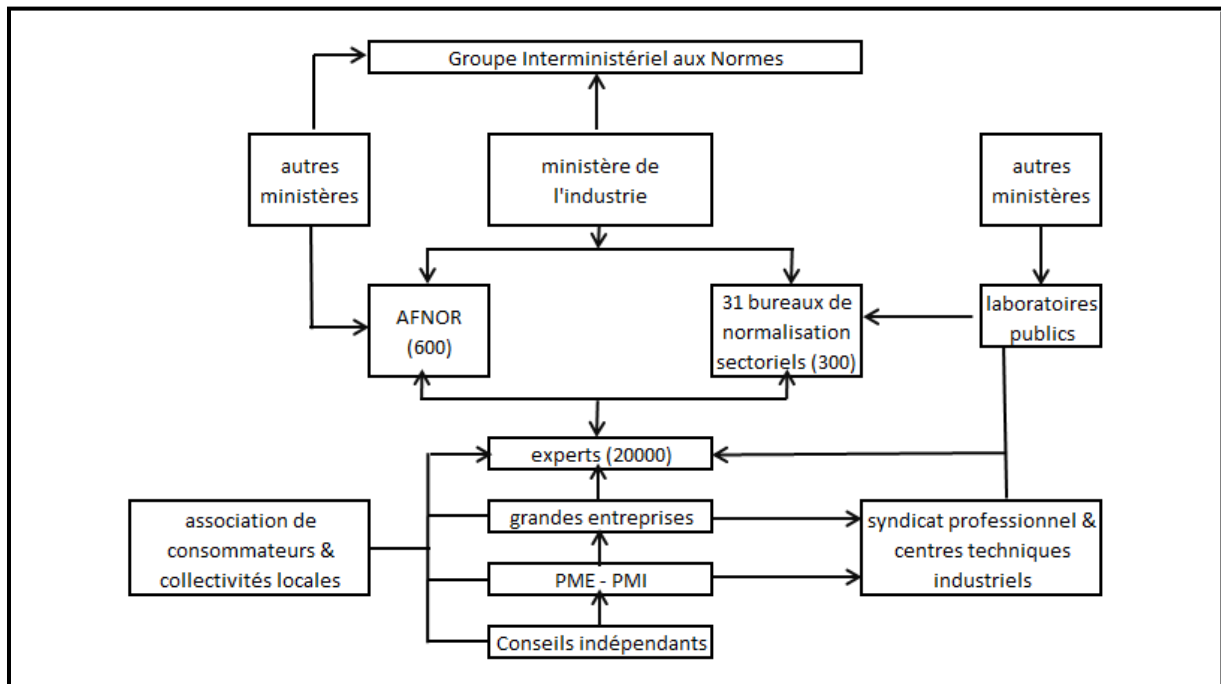 Groupe Interministériel aux Normes
autres
ministères
ministère de
l'industrie
autres
ministères
AFNOR
(600)
31 bureaux de
normalisation
sectoriels (300)
laboratoires
publics
experts (20000)
association de
consommateurs &
collectivités locales
grandes entreprises
PME - PMI
Conseils indépendants
syndicat professionnel &
centres techniques
industriels